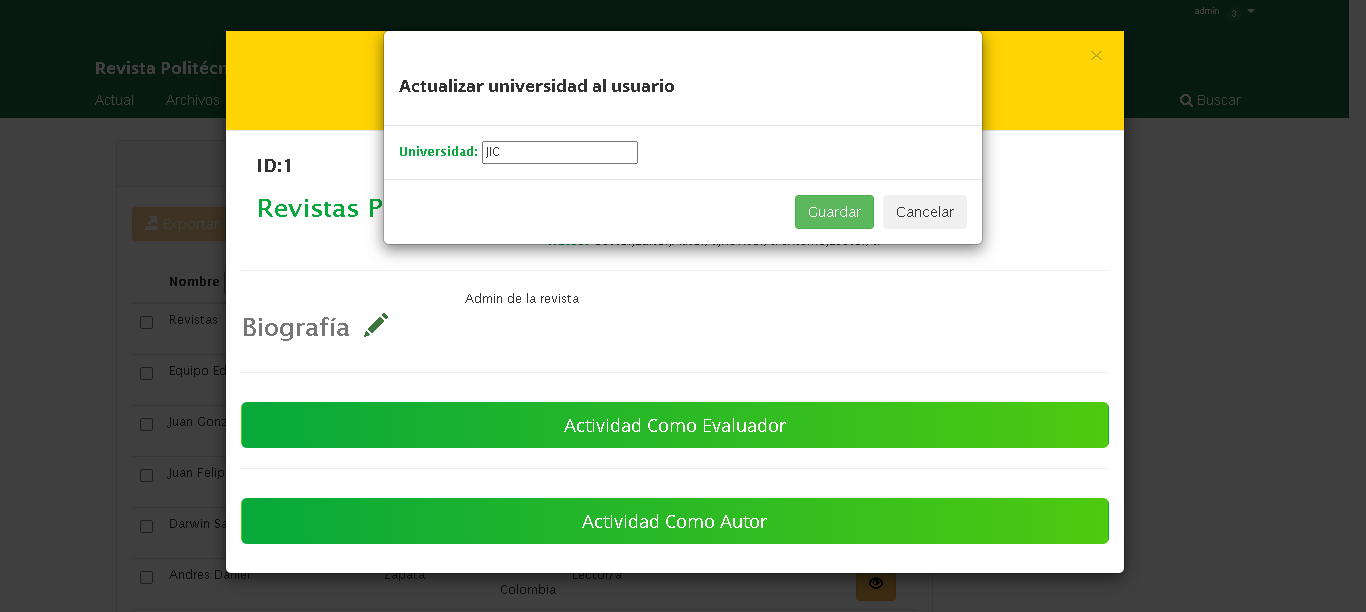 admin 3
Revista Politécn
Actual Archivos Buscar
×
Actualizar universidad al usuario
Universidad: JIC
Guardar Cancelar
ID:1
Revistas P
Exportar
Nombre
Admin de la revista
Biografía
Revistas
Equipo Ed
Juan Gonz
Actividad Como Evaluador
Juan Felip
Darwin Sa
Actividad Como Autor
Andres Daniel Zapata Lector/a
Colombia